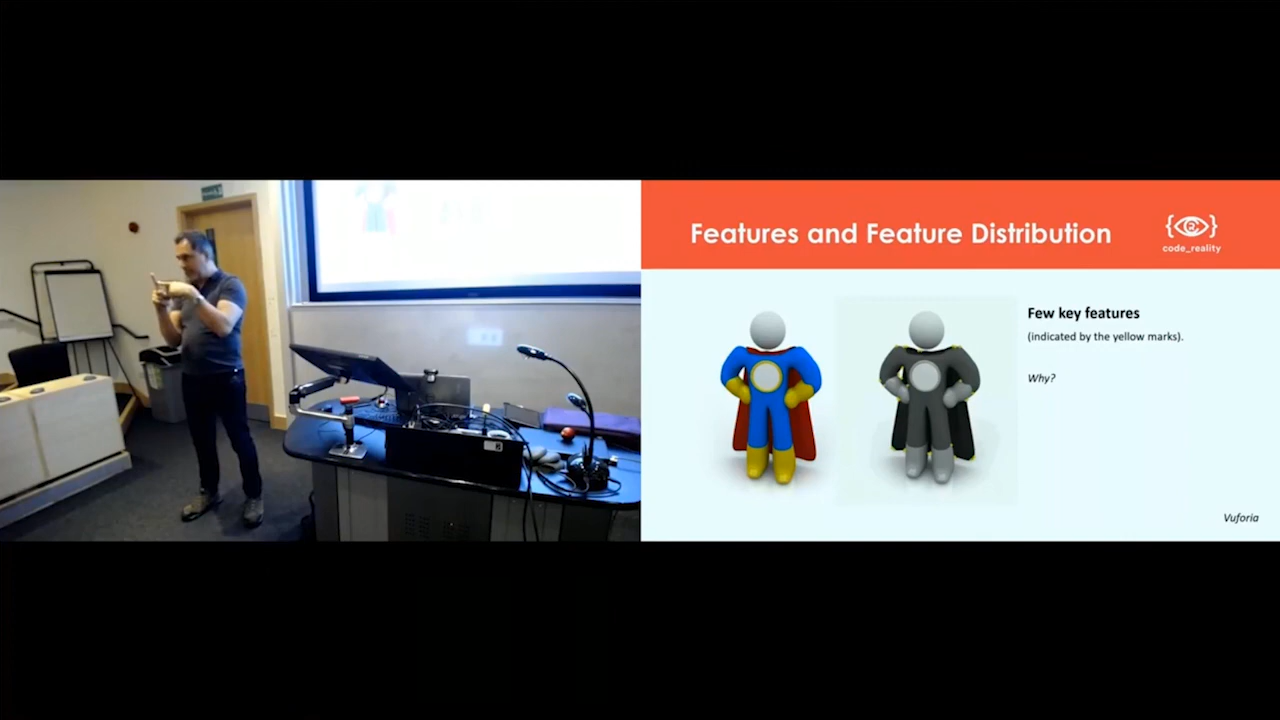 Features and Feature Distribution
{R}
code_reality
Few key features
(indicated by the yellow marks).
Why?
Vuforia